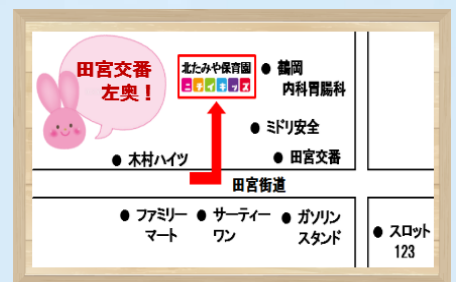 田宮交番
左奥！
北たみや保育園
ニチイキッズ
● 鶴岡
内科胃腸科
● ミドリ安全
● 田宮交番
● 木村ハイツ
田宮街道
● ファミリー
マート
● サーティー
ワン
● ガソリン
スタンド
● スロット
123